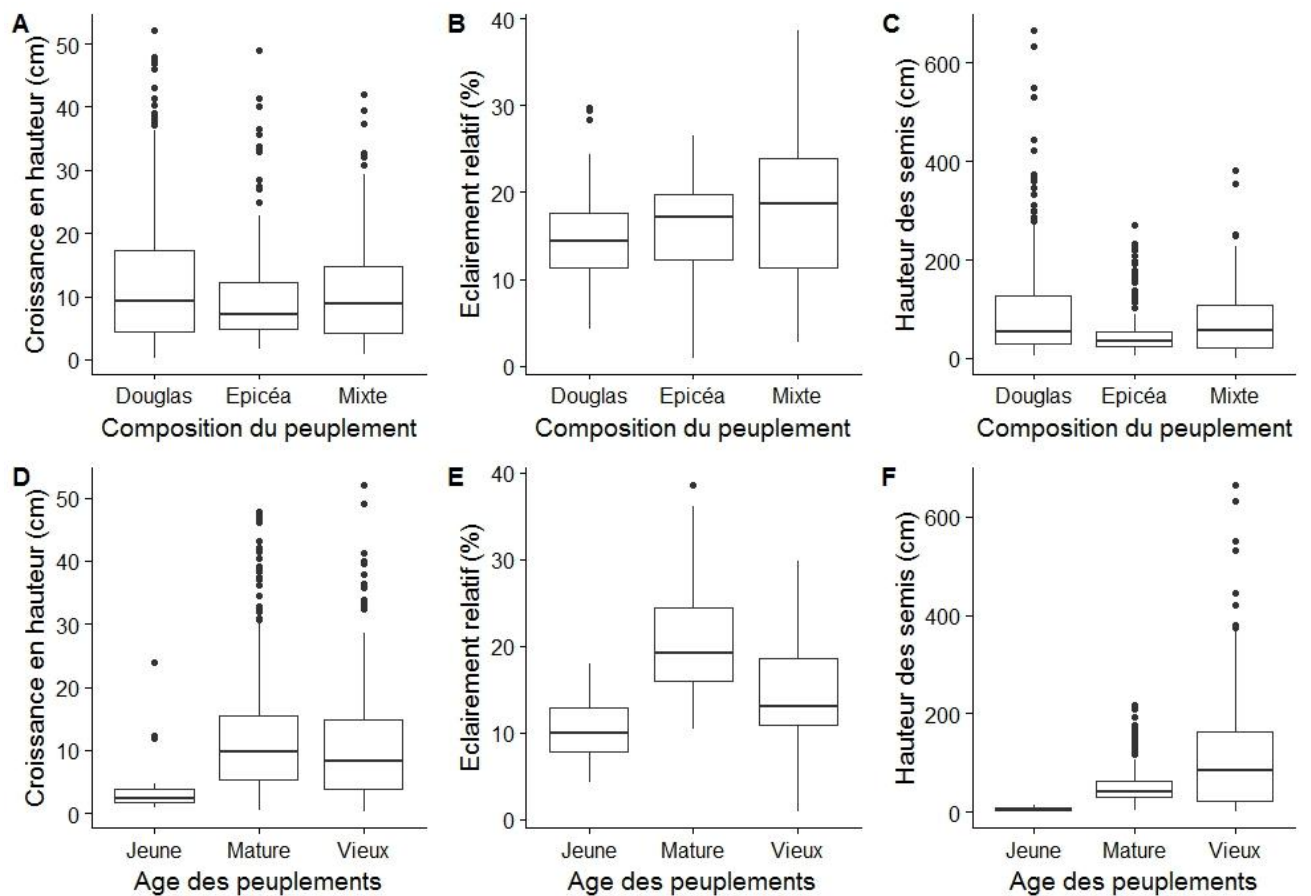 A
Croissance en hauteur (cm)
50
40
30
20
10
0
Douglas Epicéa Mixte
Composition du peuplement
B
Eclairement relatif (%)
40
30
20
10
0
Douglas Epicéa Mixte
Composition du peuplement
C
Hauteur des semis (cm)
600
400
200
0
Douglas Epicéa Mixte
Composition du peuplement
D
Croissance en hauteur (cm)
50
40
30
20
10
0
Jeune Mature Vieux
Age des peuplements
E
Eclairement relatif (%)
40
30
20
10
0
Jeune Mature Vieux
Age des peuplements
F
Hauteur des semis (cm)
600
400
200
0
Jeune Mature Vieux
Age des peuplements